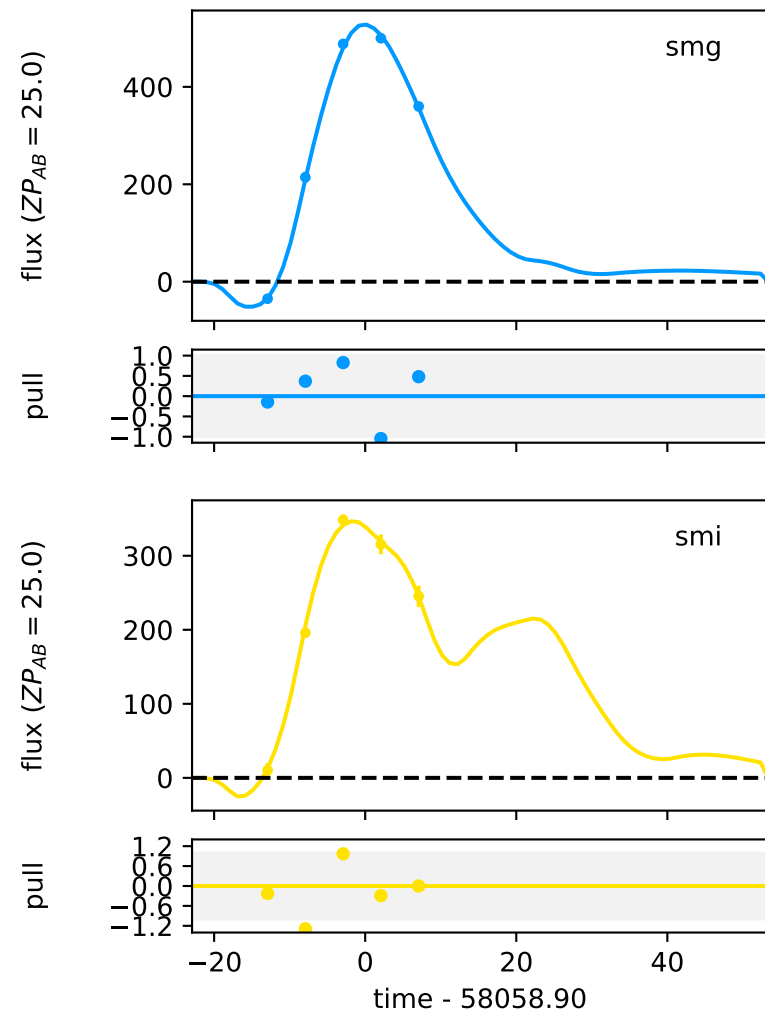 smg
flux (ZP_AB = 25.0)
400
200
0
pull
1.0
0.5
0.0
−0.5
−1.0
smi
flux (ZP_AB = 25.0)
300
200
100
0
pull
1.2
0.6
0.0
−0.6
−1.2
−20 0 20 40
time - 58058.90